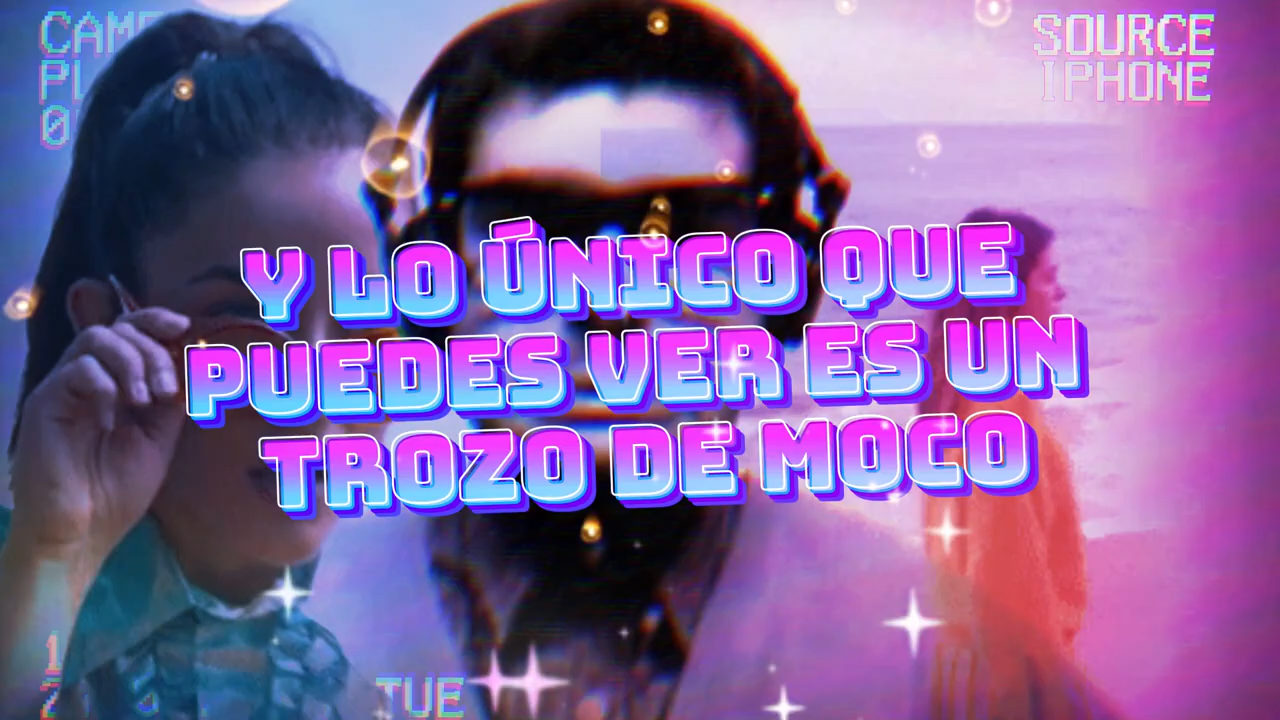 SOURCE
IPHONE
Y LO ÚNICO QUE
PUEDES VER ES UN
TROZO DE MOCO
TUE